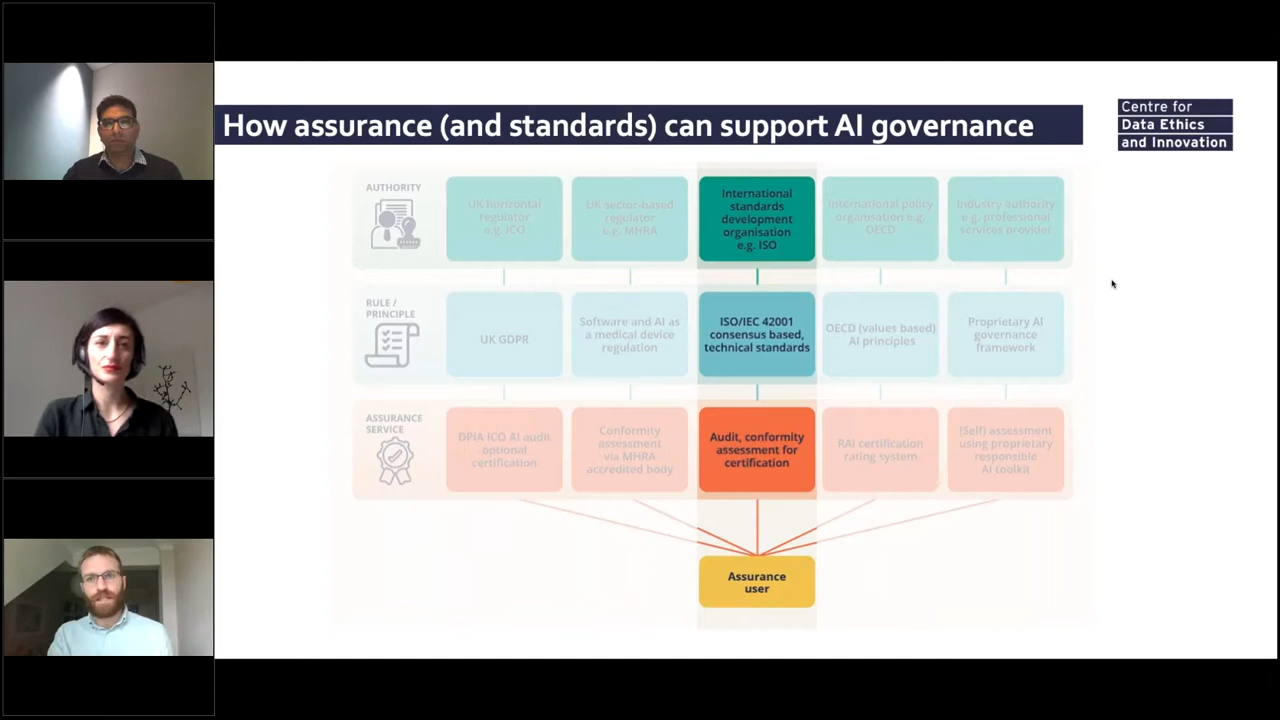 How assurance (and standards) can support AI governance
Centre for
Data Ethics
and Innovation
AUTHORITY
UK horizontal
regulator
e.g. ICO
UK sector-based
regulator
e.g. MHRA
International
standards
development
organisation
e.g. ISO
International policy
organisation e.g.
OECD
Industry authority
e.g. professional
services provider
RULE /
PRINCIPLE
UK GDPR
Software and AI as
a medical device
regulation
ISO/IEC 42001
consensus based,
technical standards
OECD (values based)
AI principles
Proprietary AI
governance
framework
ASSURANCE
SERVICE
DPIA ICO AI audit
optional
certification
Conformity
assessment
via MHRA
accredited body
Audit, conformity
assessment for
certification
RAI certification
rating system
(Self) assessment
using proprietary
responsible
AI toolkit
Assurance
user